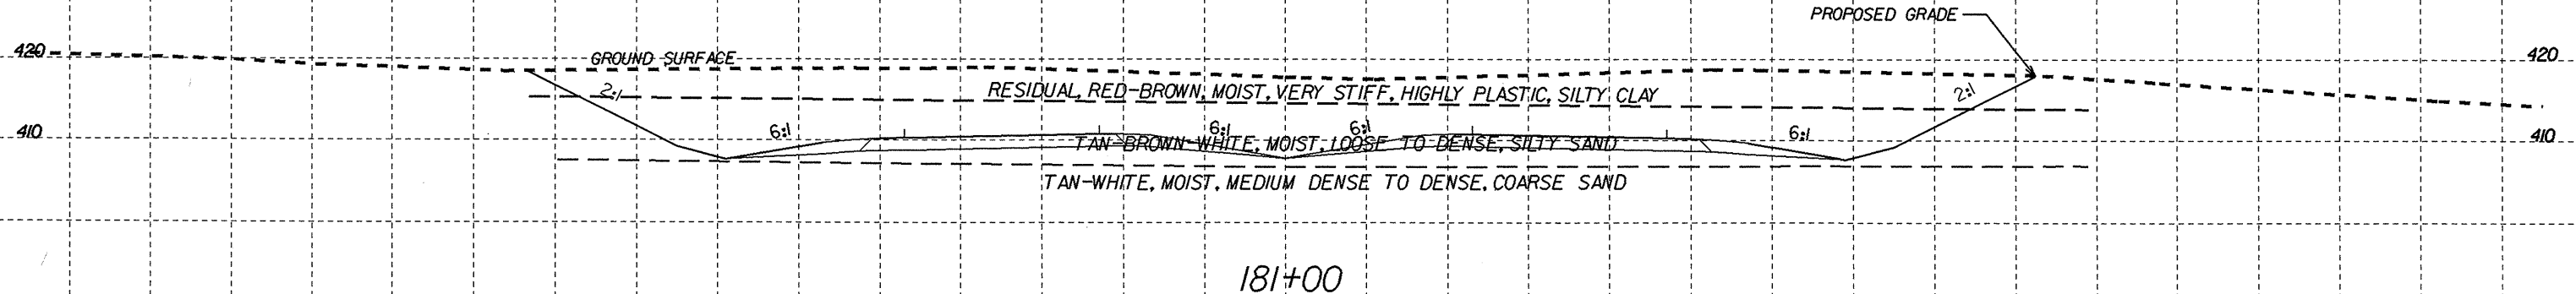 PROPOSED GRADE
420 GROUND SURFACE 420
2:1 RESIDUAL, RED-BROWN, MOIST, VERY STIFF, HIGHLY PLASTIC, SILTY CLAY 2:1
410 6:1 6:1 6:1 6:1 410
TAN-BROWN-WHITE, MOIST, LOOSE TO DENSE, SILTY SAND
TAN-WHITE, MOIST, MEDIUM DENSE TO DENSE, COARSE SAND
181+00